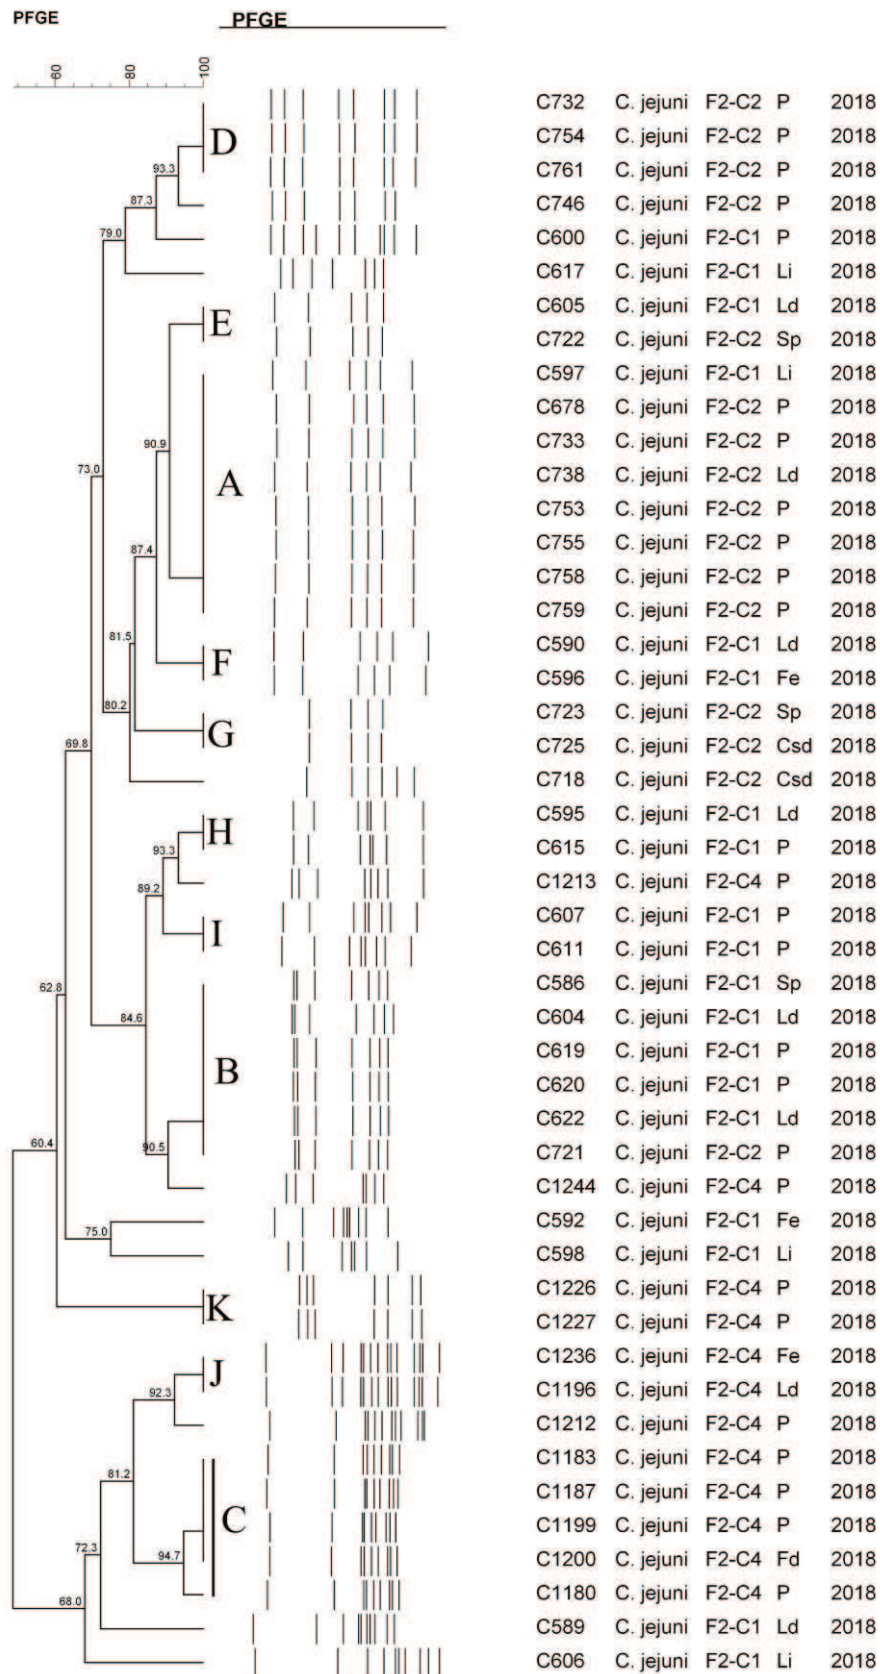 PFGE PFGE
60 80 100
C732 C. jejuni F2-C2 P 2018
D C754 C. jejuni F2-C2 P 2018
93.3 C761 C. jejuni F2-C2 P 2018
87.3 C746 C. jejuni F2-C2 P 2018
79.0 C600 C. jejuni F2-C1 P 2018
C617 C. jejuni F2-C1 Li 2018
C605 C. jejuni F2-C1 Ld 2018
E C722 C. jejuni F2-C2 Sp 2018
C597 C. jejuni F2-C1 Li 2018
C678 C. jejuni F2-C2 P 2018
90.9 C733 C. jejuni F2-C2 P 2018
73.0 A C738 C. jejuni F2-C2 Ld 2018
C753 C. jejuni F2-C2 P 2018
87.4 C755 C. jejuni F2-C2 P 2018
C758 C. jejuni F2-C2 P 2018
C759 C. jejuni F2-C2 P 2018
81.5 C590 C. jejuni F2-C1 Ld 2018
F C596 C. jejuni F2-C1 Fe 2018
80.2 C723 C. jejuni F2-C2 Sp 2018
69.8 G C725 C. jejuni F2-C2 Csd 2018
C718 C. jejuni F2-C2 Csd 2018
H C595 C. jejuni F2-C1 Ld 2018
93.3 C615 C. jejuni F2-C1 P 2018
89.2 C1213 C. jejuni F2-C4 P 2018
I C607 C. jejuni F2-C1 P 2018
C611 C. jejuni F2-C1 P 2018
62.8 C586 C. jejuni F2-C1 Sp 2018
84.6 C604 C. jejuni F2-C1 Ld 2018
B C619 C. jejuni F2-C1 P 2018
C620 C. jejuni F2-C1 P 2018
C622 C. jejuni F2-C1 Ld 2018
60.4 90.5 C721 C. jejuni F2-C2 P 2018
C1244 C. jejuni F2-C4 P 2018
75.0 C592 C. jejuni F2-C1 Fe 2018
C598 C. jejuni F2-C1 Li 2018
K C1226 C. jejuni F2-C4 P 2018
C1227 C. jejuni F2-C4 P 2018
J C1236 C. jejuni F2-C4 Fe 2018
92.3 C1196 C. jejuni F2-C4 Ld 2018
C1212 C. jejuni F2-C4 P 2018
81.2 C1183 C. jejuni F2-C4 P 2018
C1187 C. jejuni F2-C4 P 2018
C C1199 C. jejuni F2-C4 P 2018
72.3 94.7 C1200 C. jejuni F2-C4 Fd 2018
68.0 C1180 C. jejuni F2-C4 P 2018
C589 C. jejuni F2-C1 Ld 2018
C606 C. jejuni F2-C1 Li 2018